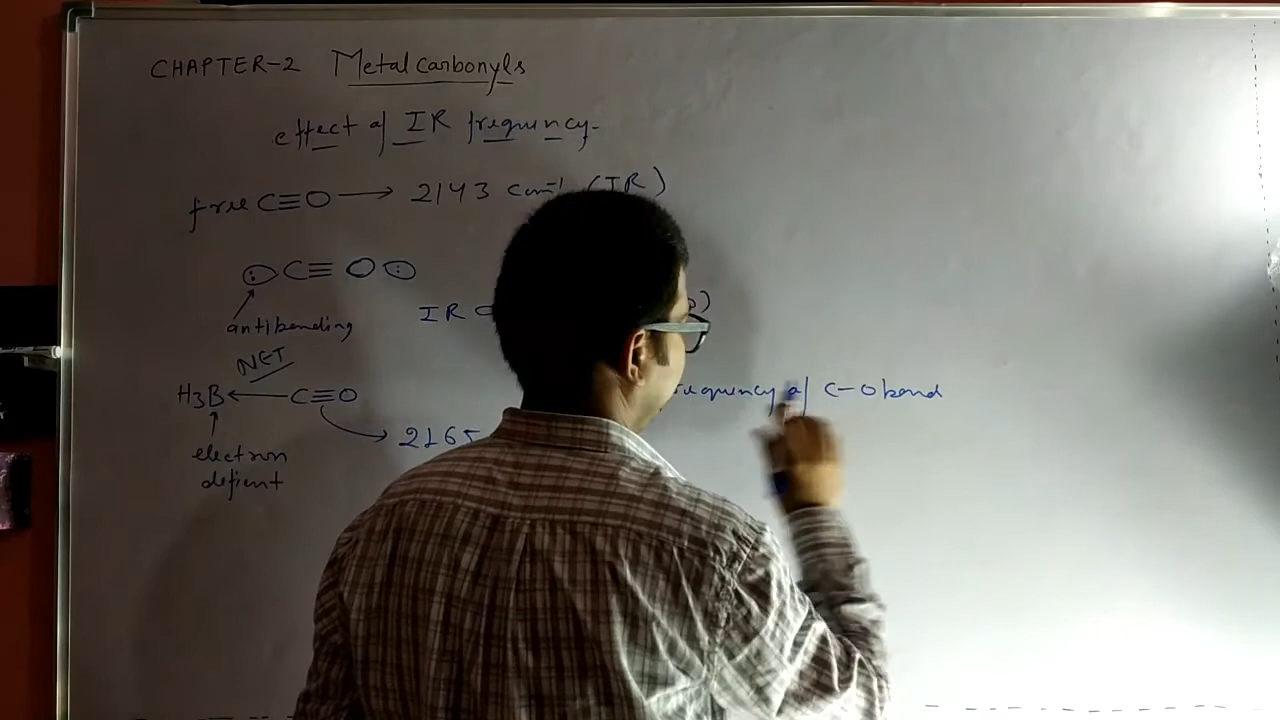 CHAPTER-2 Metal Carbonyls
effect of IR frequency.
free C≡O → 2143 cm⁻¹ (IR)
:C≡O:
antibonding
IR
NET
H3B ← C≡O
frequency of C-O bond
2165
electron
defient